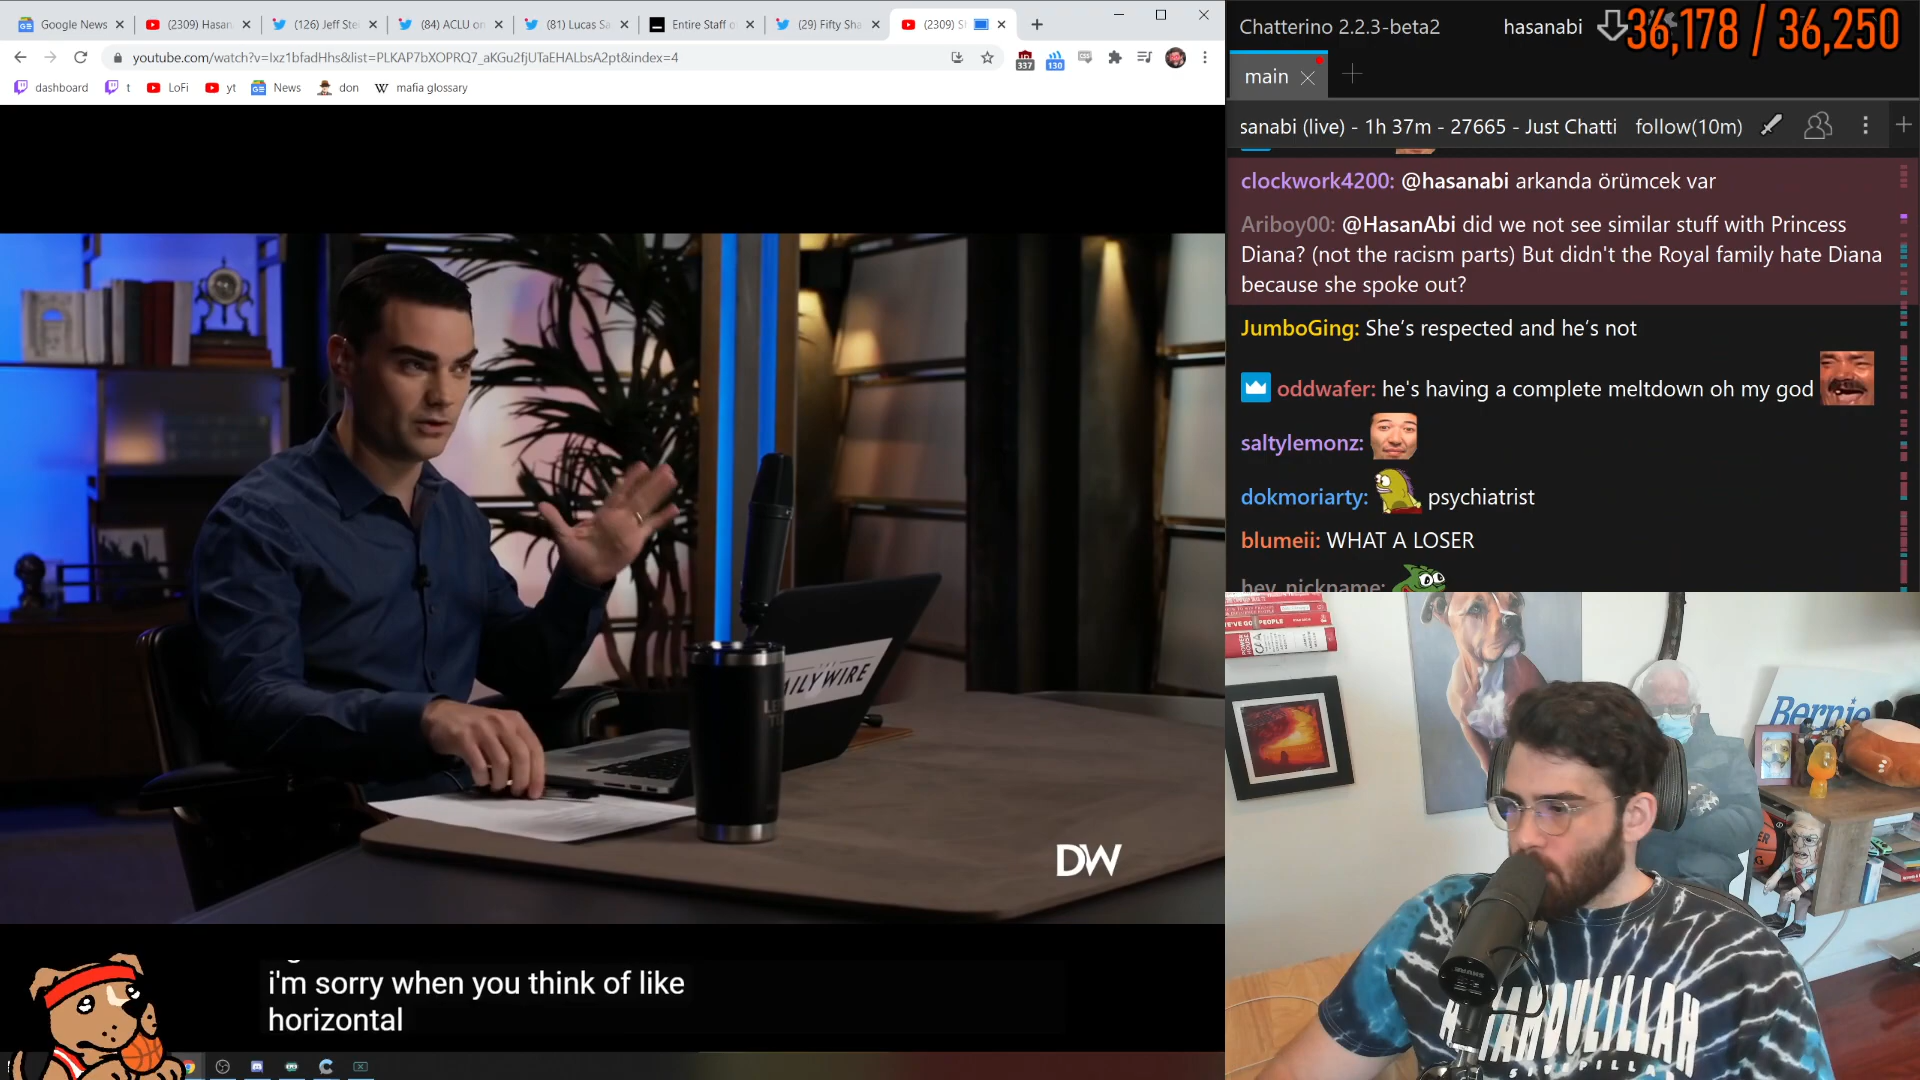 Google News
(2309) Hasan
(126) Jeff Ste
(84) ACLU on
(81) Lucas Sa
Entire Staff o
(29) Fifty Sha
(2309) S
youtube.com/watch?v=Ixz1bfadHhs&list=PLKAP7bXOPRQ7_aKGu2fjUTaEHALbsA2pt&index=4
337
130
dashboard
t
LoFi
yt
News
don
mafia glossary
Chatterino 2.2.3-beta2
hasanabi
36,178 / 36,250
main
sanabi (live) - 1h 37m - 27665 - Just Chatti
follow(10m)
clockwork4200: @hasanabi arkanda örümcek var
Ariboy00: @HasanAbi did we not see similar stuff with Princess
Diana? (not the racism parts) But didn't the Royal family hate Diana
because she spoke out?
JumboGing: She's respected and he's not
oddwafer: he's having a complete meltdown oh my god
saltylemonz:
dokmoriarty: psychiatrist
blumeii: WHAT A LOSER
hey_nickname:
AILYWIRE
DW
i'm sorry when you think of like
horizontal
PEOPLE
Bernie